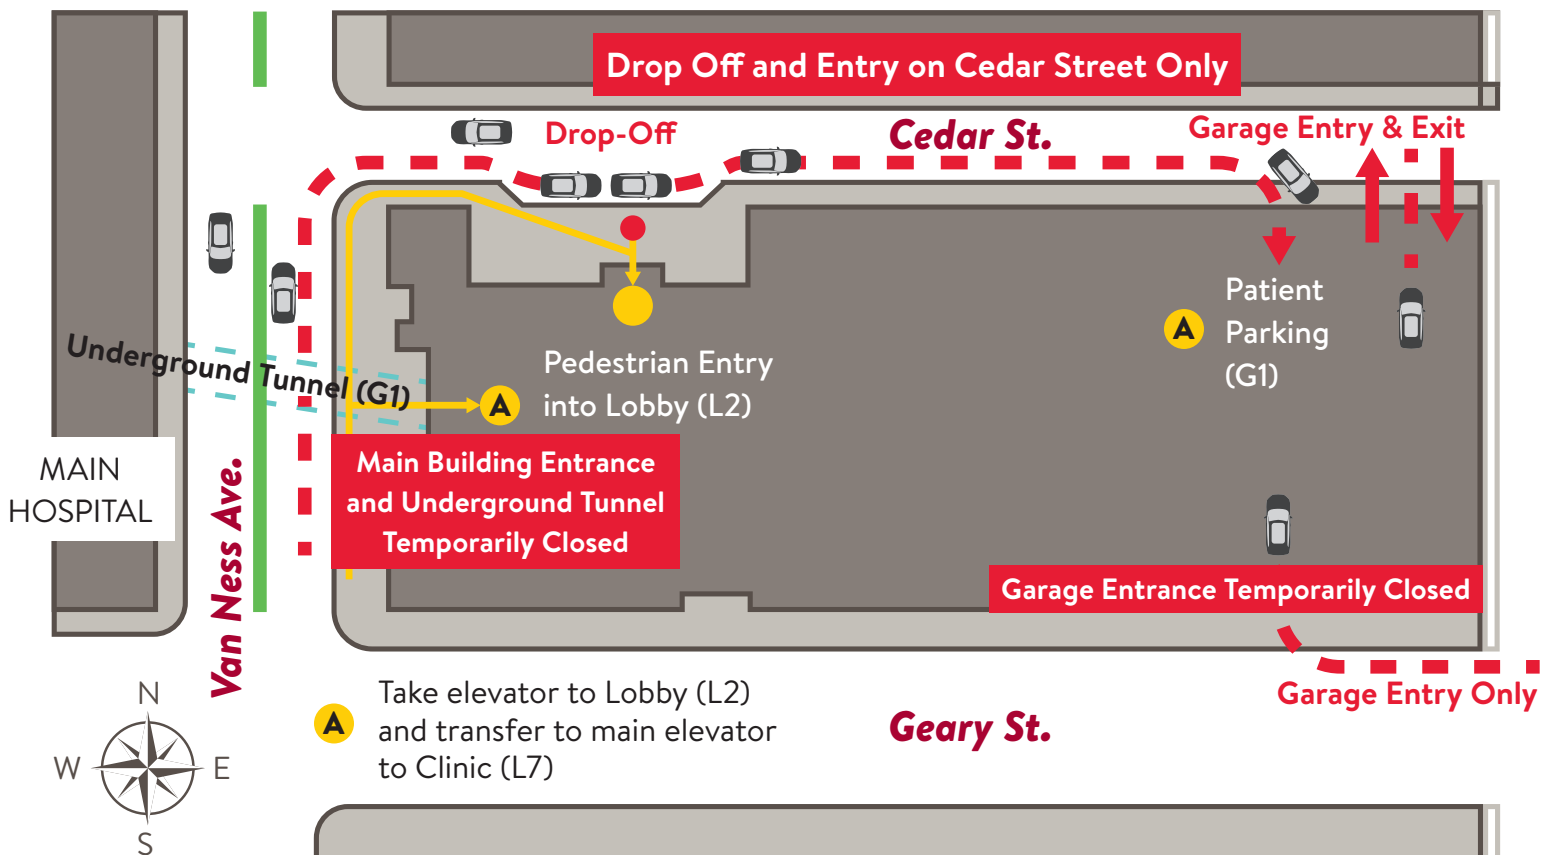 Drop Off and Entry on Cedar Street Only
Drop-Off
Cedar St.
Garage Entry & Exit
Patient
Parking
(G1)
A
Underground Tunnel (G1)
Pedestrian Entry
into Lobby (L2)
A
MAIN
HOSPITAL
Van Ness Ave.
Main Building Entrance
and Underground Tunnel
Temporarily Closed
Garage Entrance Temporarily Closed
Garage Entry Only
N
W
E
S
A
Take elevator to Lobby (L2)
and transfer to main elevator
to Clinic (L7)
Geary St.